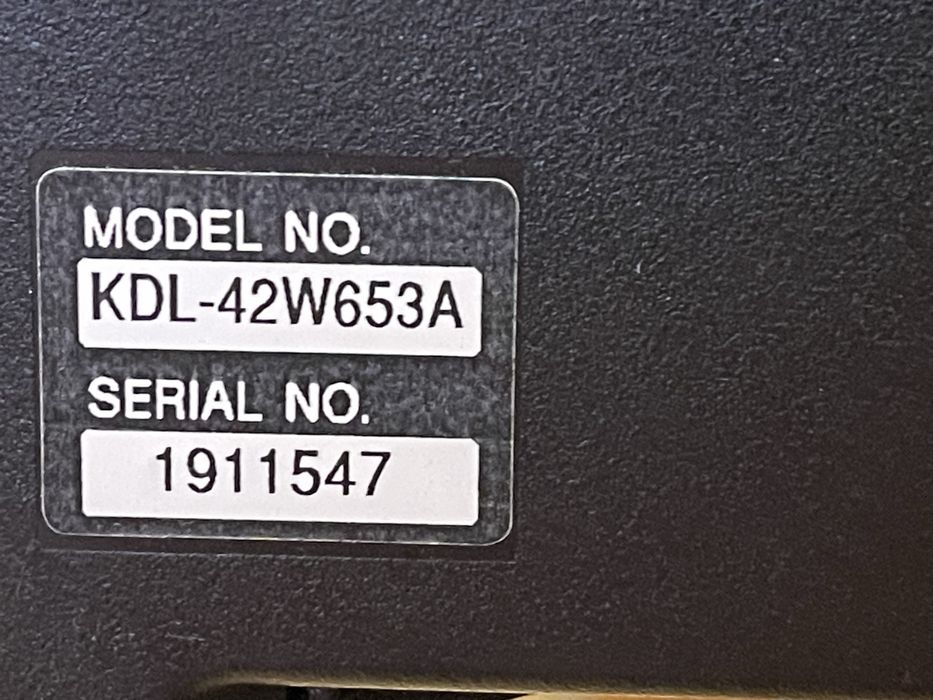 MODEL NO.
KDL-42W653A
SERIAL NO.
1911547